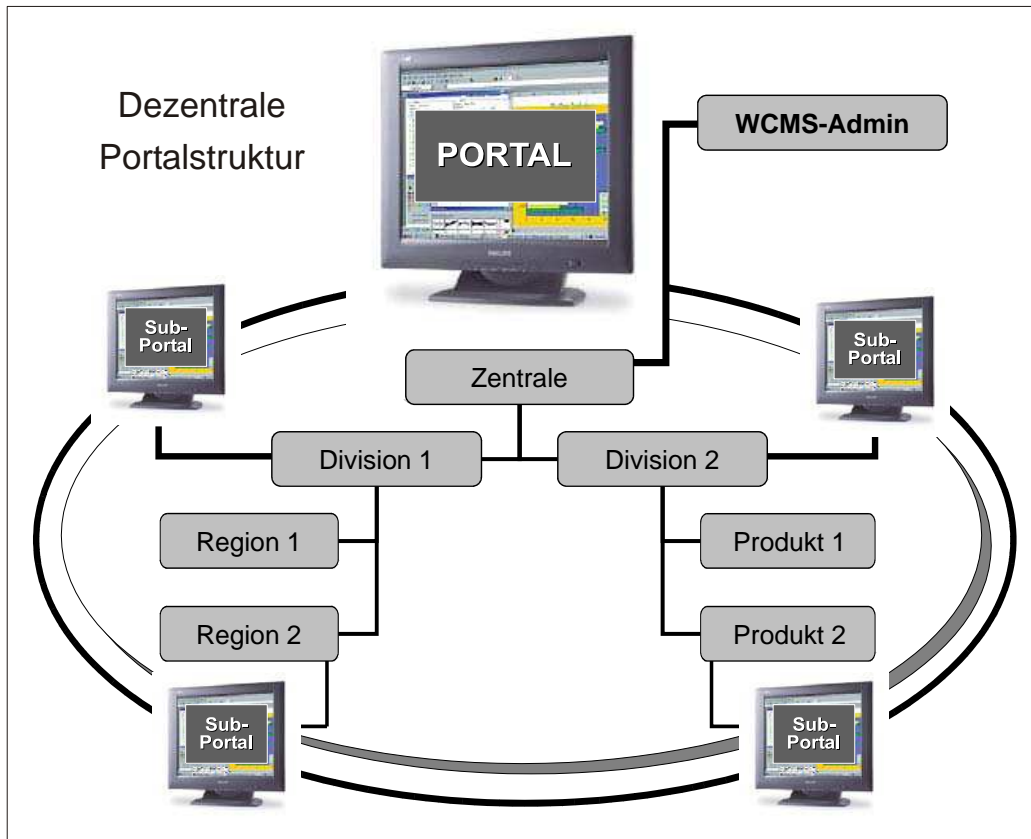 Dezentrale
Portalstruktur
PORTAL
WCMS-Admin
PHILIPS
Sub-
Portal
Sub-
Portal
Zentrale
Division 1
Division 2
Region 1
Produkt 1
Region 2
Produkt 2
Sub-
Portal
Sub-
Portal